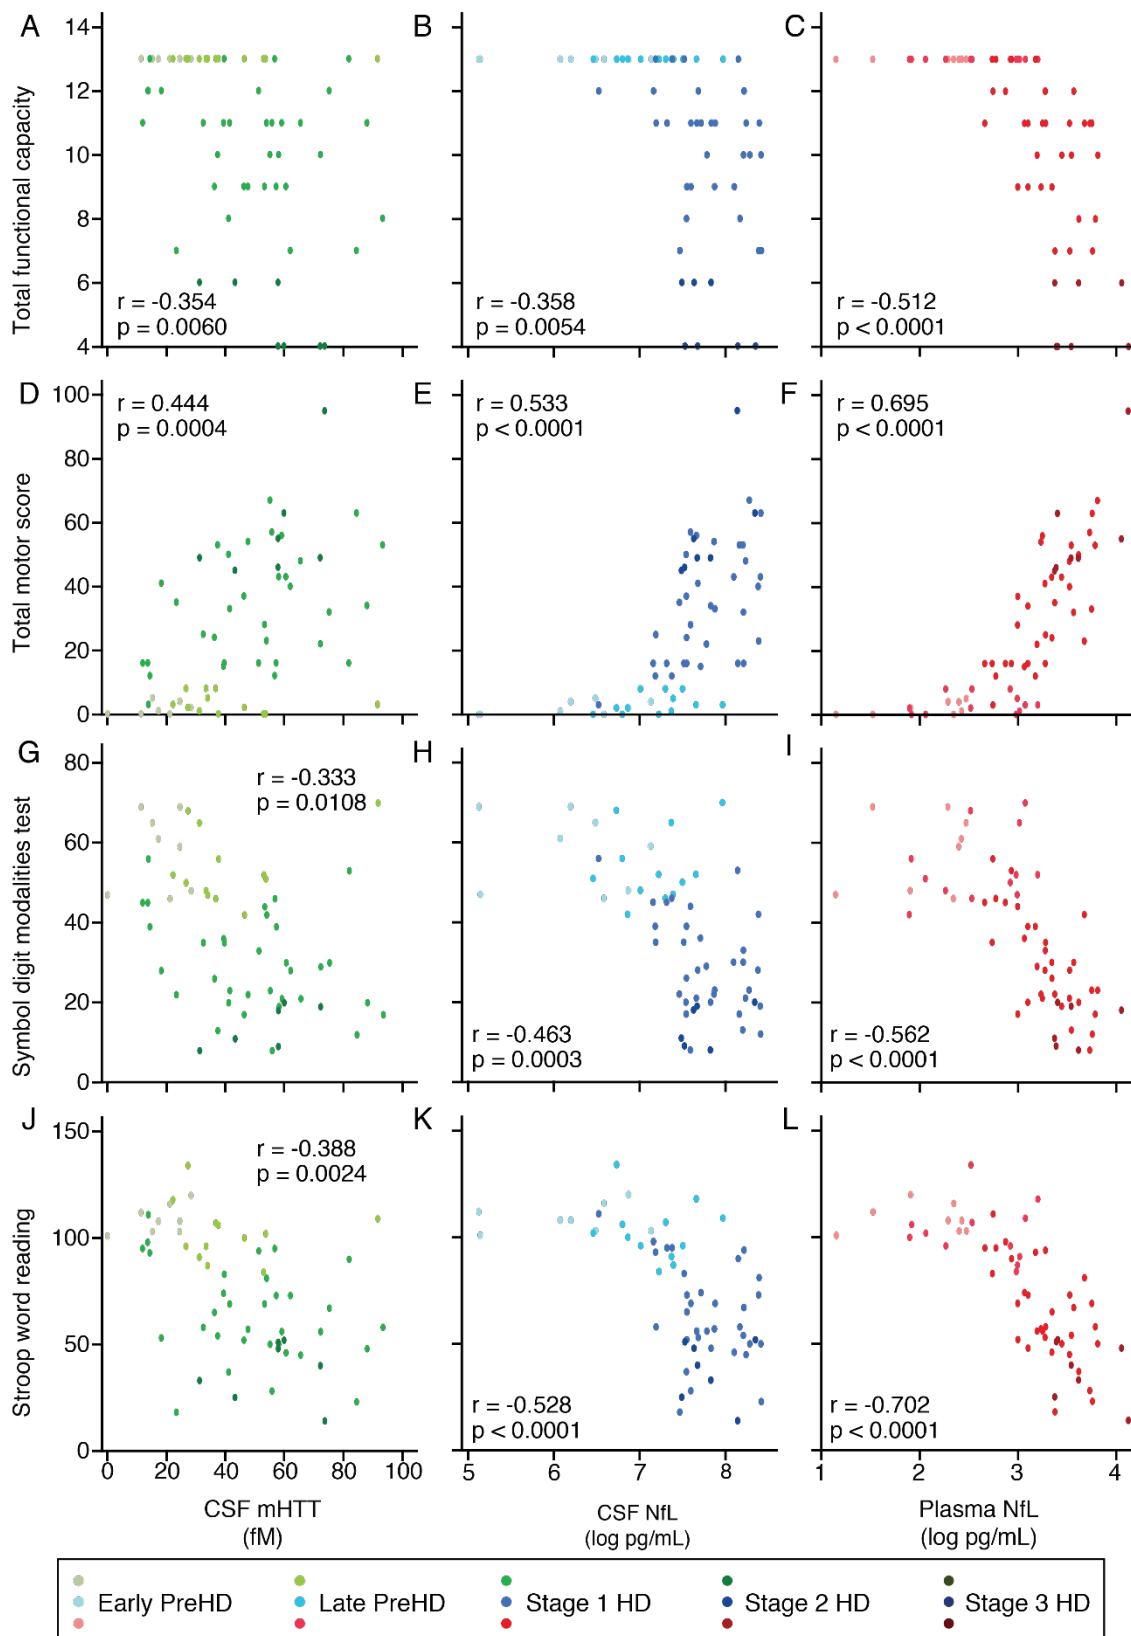 A
B
C
Total functional capacity
14
12
10
8
6
4
r = -0.354
p = 0.0060
r = -0.358
p = 0.0054
r = -0.512
p < 0.0001
D
E
F
Total motor score
100
80
60
40
20
0
r = 0.444
p = 0.0004
r = 0.533
p < 0.0001
r = 0.695
p < 0.0001
G
H
I
Symbol digit modalities test
80
60
40
20
0
r = -0.333
p = 0.0108
r = -0.463
p = 0.0003
r = -0.562
p < 0.0001
J
K
L
Stroop word reading
150
100
50
0
r = -0.388
p = 0.0024
r = -0.528
p < 0.0001
r = -0.702
p < 0.0001
0 20 40 60 80 100
5 6 7 8
1 2 3 4
CSF mHTT
(fM)
CSF NfL
(log pg/mL)
Plasma NfL
(log pg/mL)
Early PreHD
Late PreHD
Stage 1 HD
Stage 2 HD
Stage 3 HD